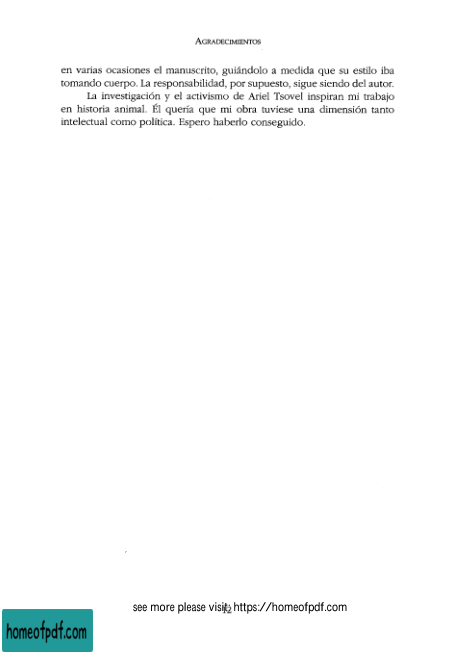 AGRADECIMIENTOS
en varias ocasiones el manuscrito, guiándolo a medida que su estilo iba
tomando cuerpo. La responsabilidad, por supuesto, sigue siendo del autor.
La investigación y el activismo de Ariel Tsovel inspiran mi trabajo
en historia animal. Él quería que mi obra tuviese una dimensión tanto
intelectual como política. Espero haberlo conseguido.
see more please visit: https://homeofpdf.com
homeofpdf.com